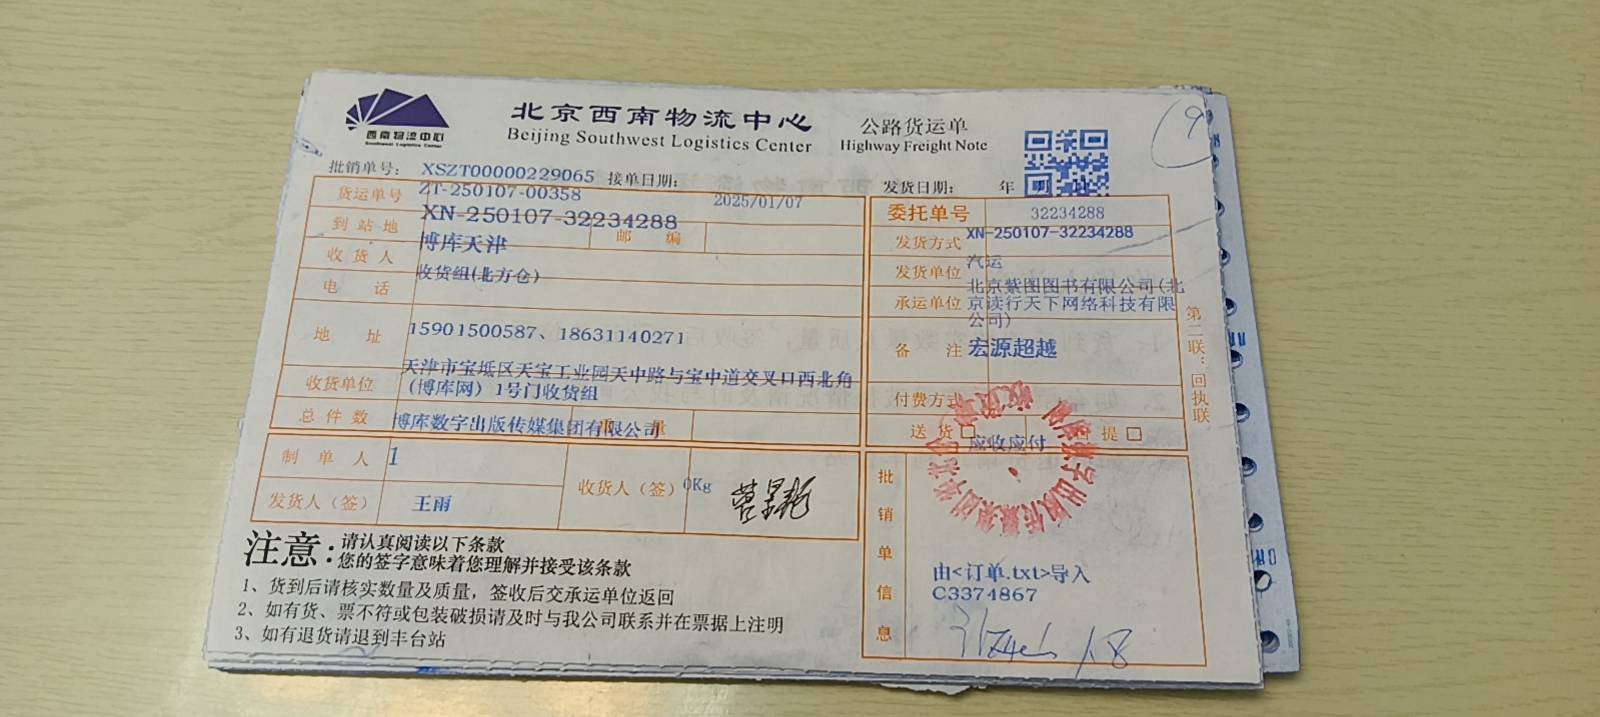 西南物流中心
Southwest Logistics Center
北京西南物流中心
Beijing Southwest Logistics Center
公路货运单
Highway Freight Note
9
批销单号： XSZT00000229065 接单日期：
发货日期： 年 月
货运单号 ZT-250107-00358 2025/01/07
委托单号 32234288
到站地 XN-250107-32234288 邮 编
发货方式 XN-250107-32234288
收货人 博库天津
发货单位 汽运
电 话 收货组(北方仓)
承运单位 北京紫图图书有限公司(北
京读行天下网络科技有限
公司)
地 址 15901500587、18631140271
备 注 宏源超越
收货单位 天津市宝坻区天宝工业园天中路与宝中道交叉口西北角
（博库网）1号门收货组
付费方式
总件数 博库数字出版传媒集团有限公司
送货 应收应付 自提
第二联：回执联
制单人 1
收货人（签） 0Kg
发货人（签） 王雨
批销单信息
由<订单.txt>导入
C3374867
1.8
注意：
请认真阅读以下条款
您的签字意味着您理解并接受该条款
1、货到后请核实数量及质量，签收后交承运单位返回
2、如有货、票不符或包装破损请及时与我公司联系并在票据上注明
3、如有退货请退到丰台站